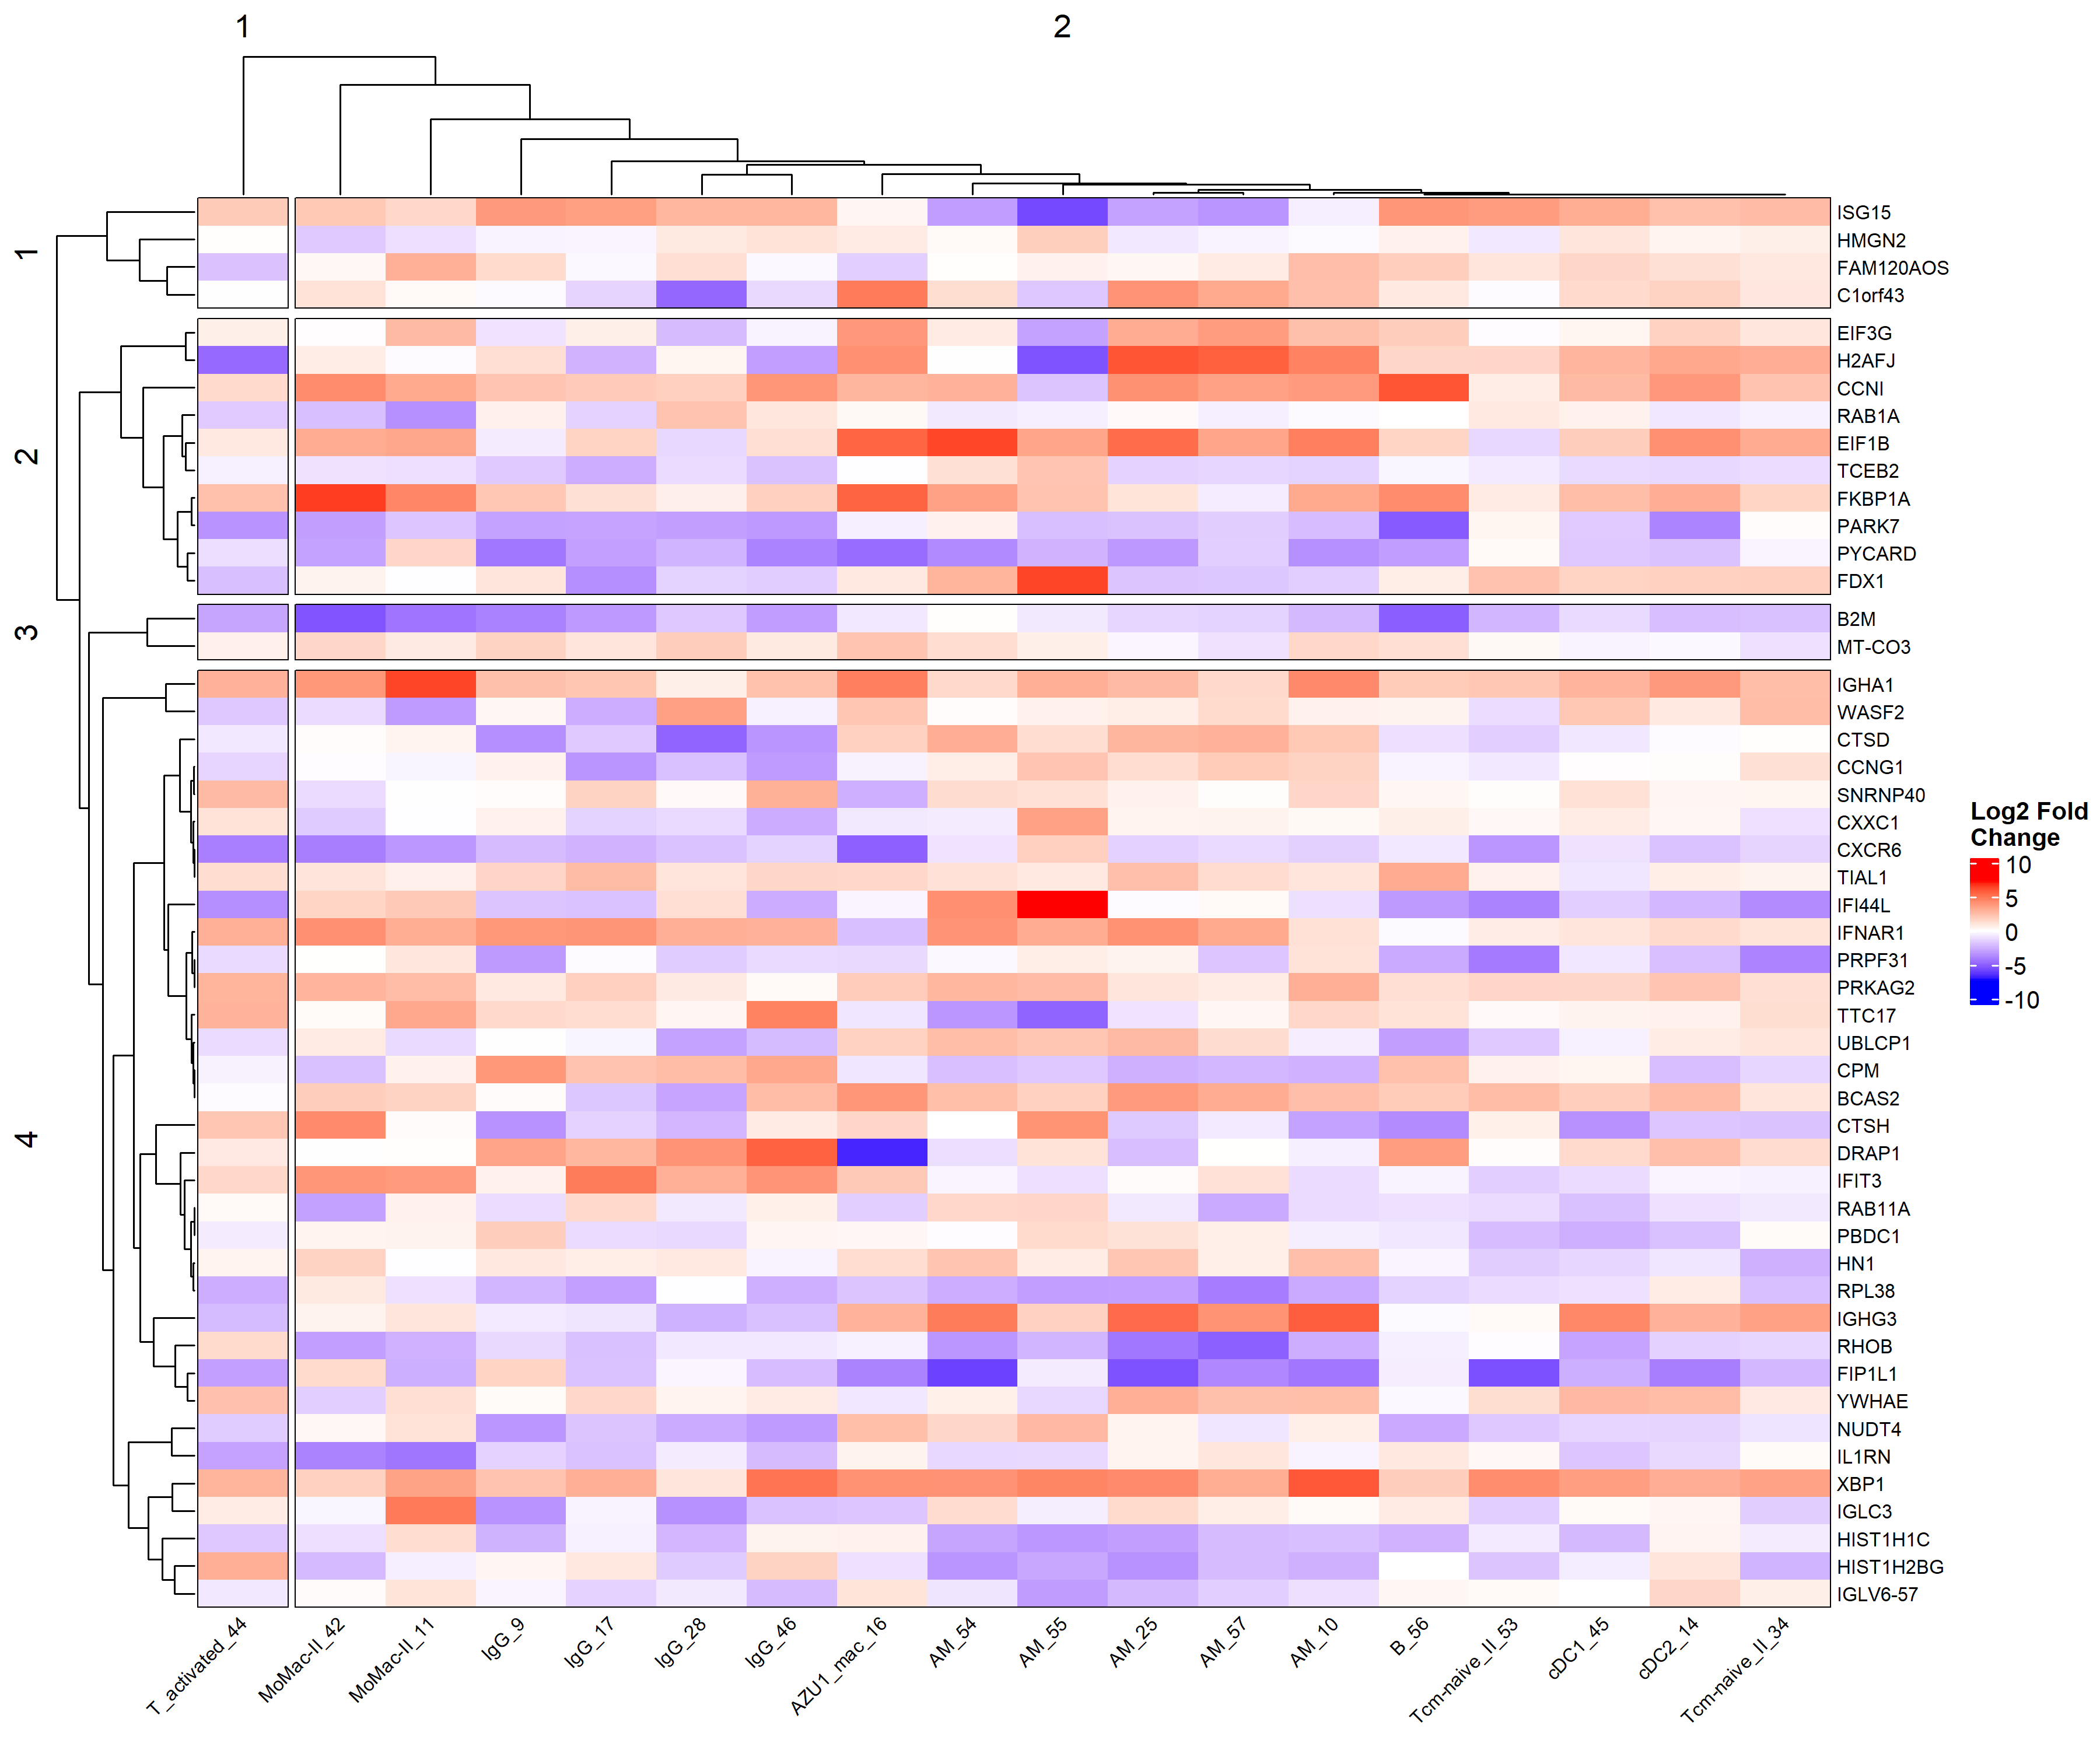 1
2
1
ISG15
HMGN2
FAM120AOS
C1orf43
2
EIF3G
H2AFJ
CCNI
RAB1A
EIF1B
TCEB2
FKBP1A
PARK7
PYCARD
FDX1
3
B2M
MT-CO3
4
IGHA1
WASF2
CTSD
CCNG1
SNRNP40
CXXC1
CXCR6
TIAL1
IFI44L
IFNAR1
PRPF31
PRKAG2
TTC17
UBLCP1
CPM
BCAS2
CTSH
DRAP1
IFIT3
RAB11A
PBDC1
HN1
RPL38
IGHG3
RHOB
FIP1L1
YWHAE
NUDT4
IL1RN
XBP1
IGLC3
HIST1H1C
HIST1H2BG
IGLV6-57
T_activated_44
MoMac-II_42
MoMac-II_11
IgG_9
IgG_17
IgG_28
IgG_46
AZU1_mac_16
AM_54
AM_55
AM_25
AM_57
AM_10
B_56
Tcm-naive_II_53
cDC1_45
cDC2_14
Tcm-naive_II_34
Log2 Fold
Change
10
5
0
-5
-10